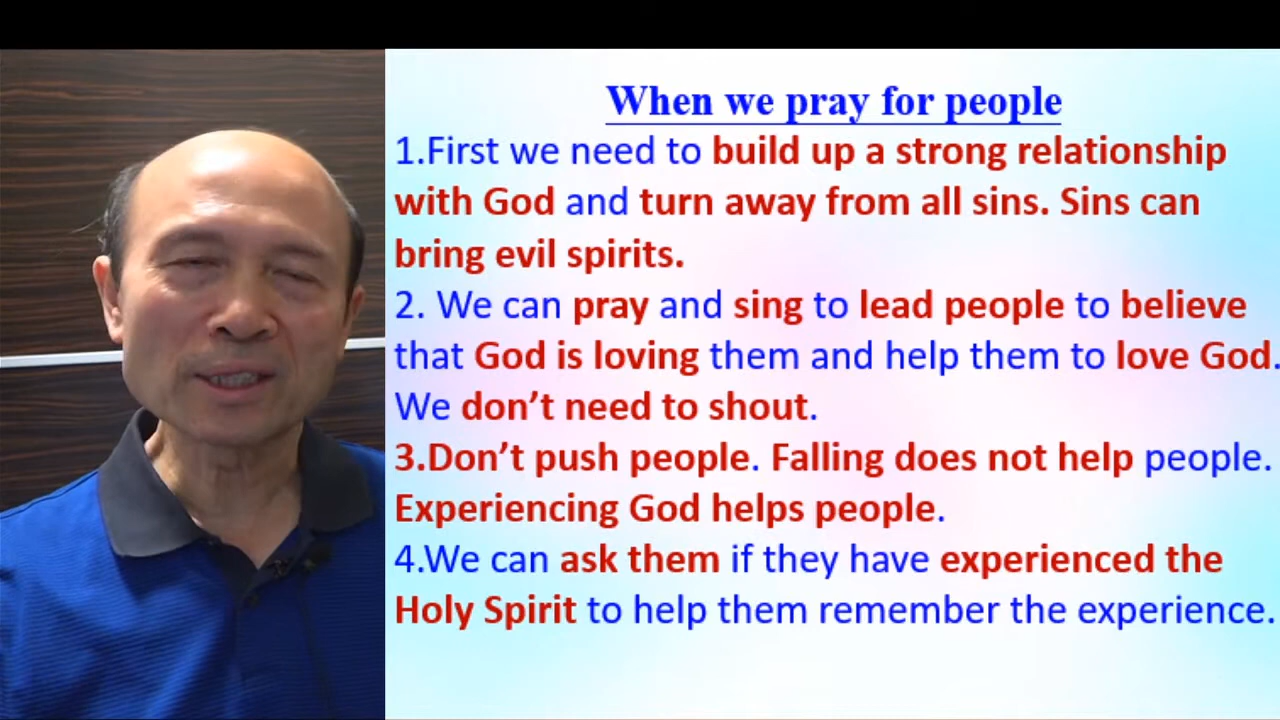 When we pray for people
1.First we need to build up a strong relationship
with God and turn away from all sins. Sins can
bring evil spirits.
2. We can pray and sing to lead people to believe
that God is loving them and help them to love God.
We don’t need to shout.
3.Don’t push people. Falling does not help people.
Experiencing God helps people.
4.We can ask them if they have experienced the
Holy Spirit to help them remember the experience.